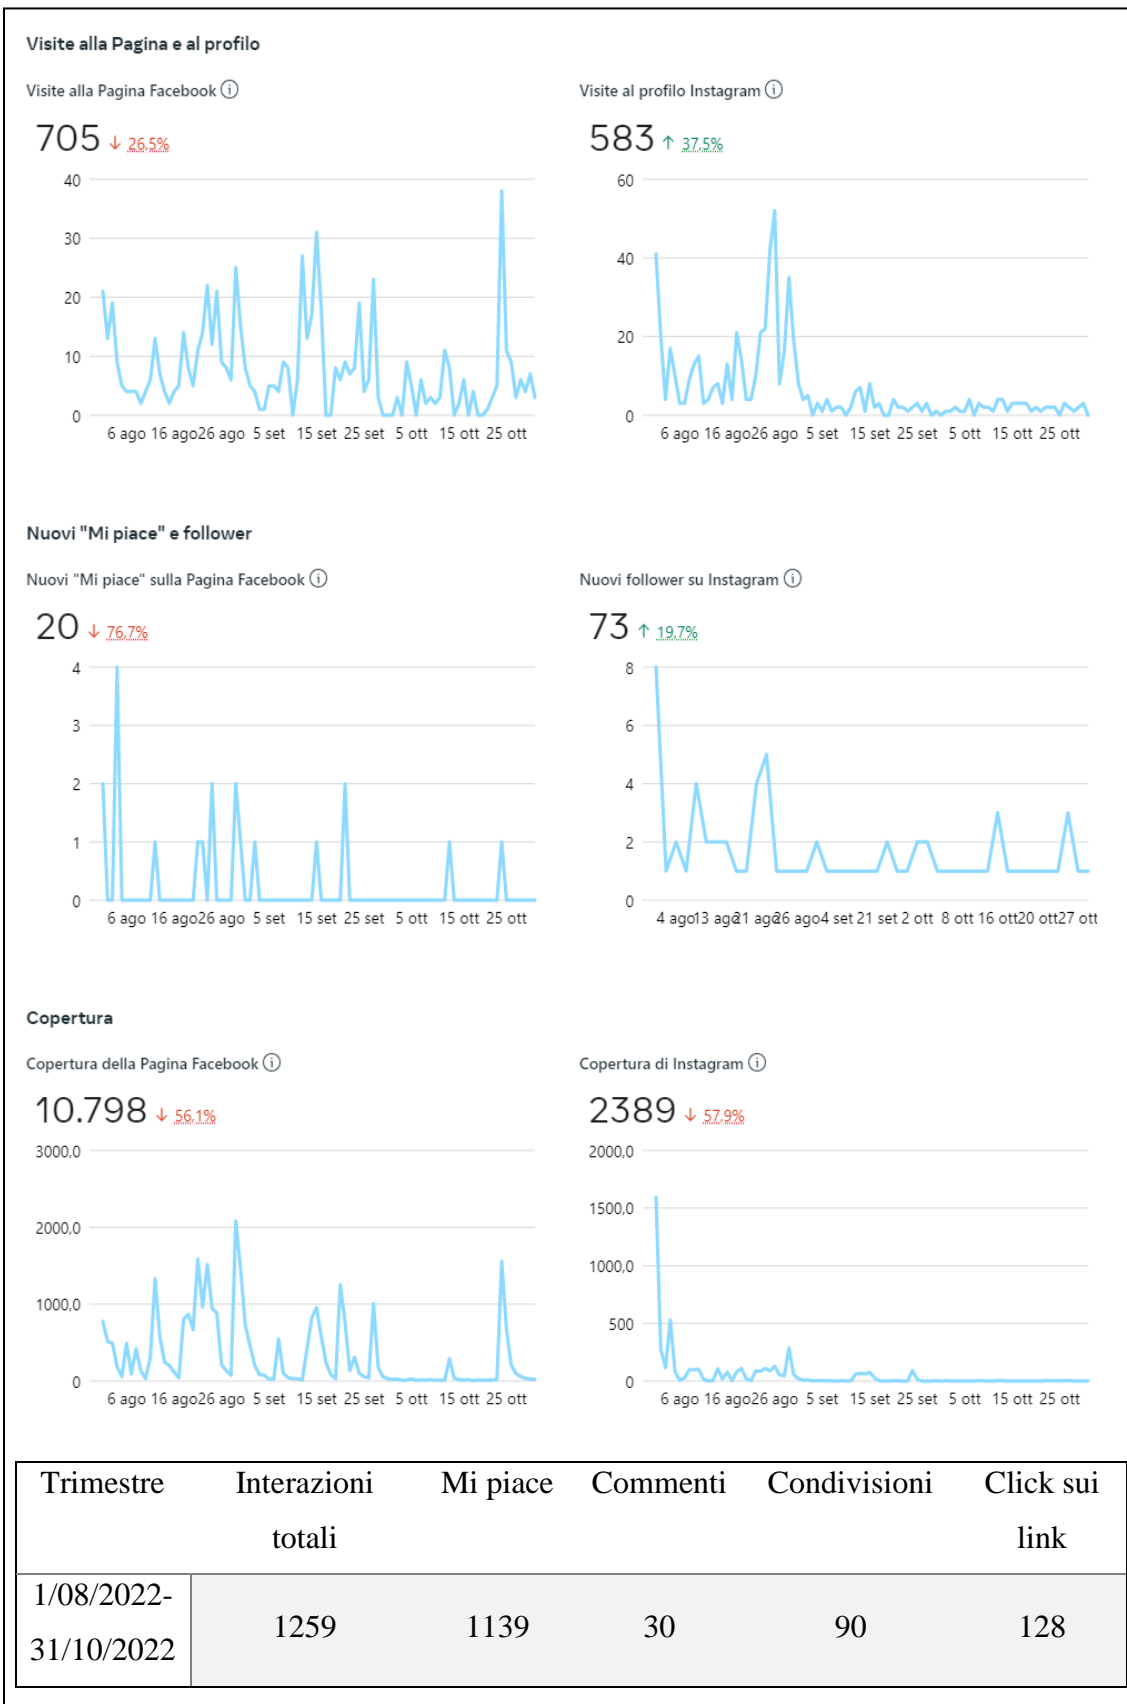 Visite alla Pagina e al profilo
Visite alla Pagina Facebook
705 ↓ 26,5%
40
30
20
10
0
6 ago 16 ago 26 ago 5 set 15 set 25 set 5 ott 15 ott 25 ott
Visite al profilo Instagram
583 ↑ 37,5%
60
40
20
0
6 ago 16 ago 26 ago 5 set 15 set 25 set 5 ott 15 ott 25 ott
Nuovi "Mi piace" e follower
Nuovi "Mi piace" sulla Pagina Facebook
20 ↓ 76,7%
4
3
2
1
0
6 ago 16 ago 26 ago 5 set 15 set 25 set 5 ott 15 ott 25 ott
Nuovi follower su Instagram
73 ↑ 19,7%
8
6
4
2
0
4 ago 13 ago 21 ago 26 ago 4 set 21 set 2 ott 8 ott 16 ott 20 ott 27 ott
Copertura
Copertura della Pagina Facebook
10.798 ↓ 56,1%
3000,0
2000,0
1000,0
0
6 ago 16 ago 26 ago 5 set 15 set 25 set 5 ott 15 ott 25 ott
Copertura di Instagram
2389 ↓ 57,9%
2000,0
1500,0
1000,0
500
0
6 ago 16 ago 26 ago 5 set 15 set 25 set 5 ott 15 ott 25 ott
Trimestre Interazioni Mi piace Commenti Condivisioni Click sui
totali link
1/08/2022-
1259 1139 30 90 128
31/10/2022